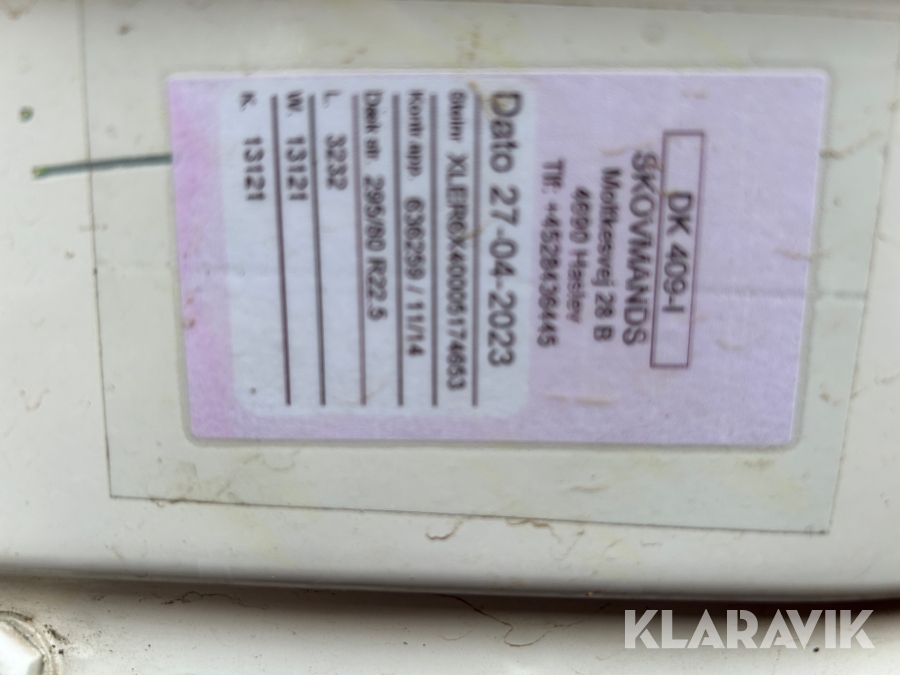 DK 409-I
SKOVMANDS
Moltkesvej 28 B
4690 Haslev
Tlf: +4528436445
Dato 27-04-2023
Stelnr XLER6X40005174653
Kontr.app. 636259 / 11/14
Dæk str. 295/80 R22.5
L. 3232
W. 13121
K. 13121
KLARAVIK